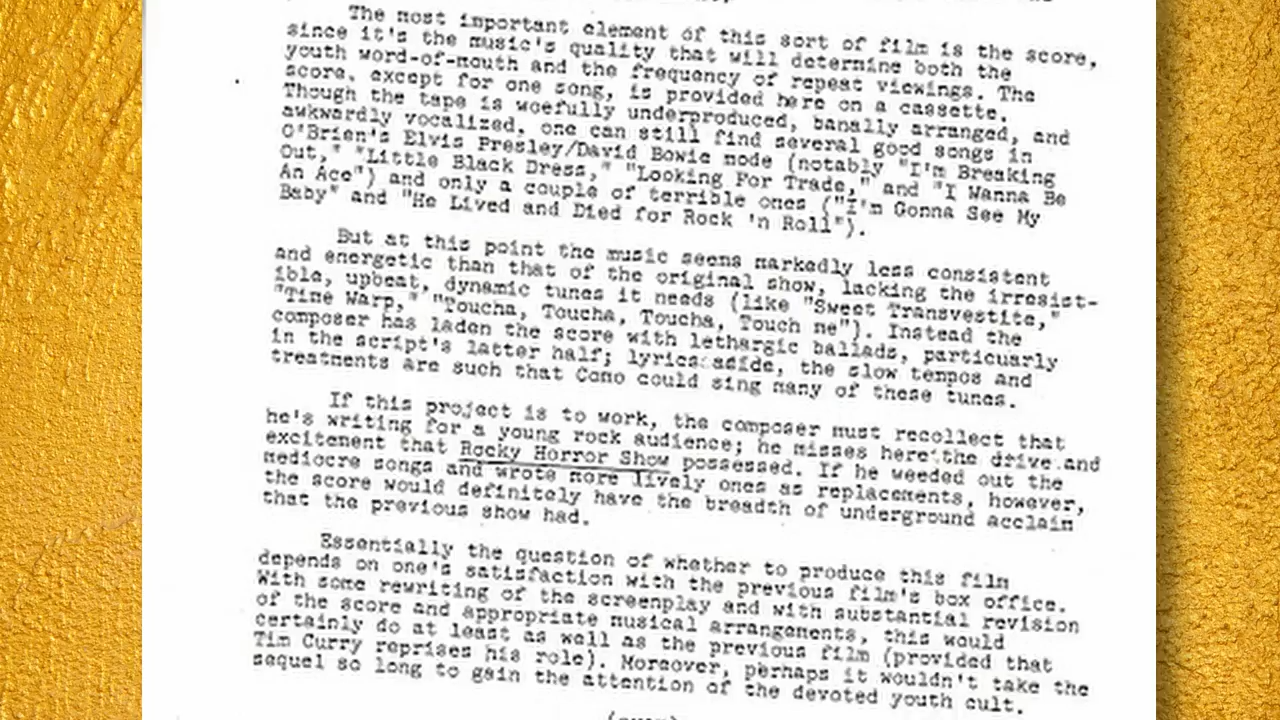 The most important element of this sort of film is the score,
since it's the music's quality that will determine both the
youth word-of-mouth and the frequency of repeat viewings. The
score, except for one song, is provided here on a cassette.
Though the tape is woefully underproduced, banally arranged, and
awkwardly vocalized, one can still find several good songs in
O'Brien's Elvis Presley/David Bowie mode (notably "I'm Breaking
Out," "Little Black Dress," "Looking For Trade," and "I Wanna Be
An Ace") and only a couple of terrible ones ("I'm Gonna See My
Baby" and "He Lived and Died for Rock 'n Roll").
But at this point the music seems markedly less consistent
and energetic than that of the original show, lacking the irresist-
ible, upbeat, dynamic tunes it needs (like "Sweet Transvestite,"
"Time Warp," "Toucha, Toucha, Toucha, Touch me"). Instead the
composer has laden the score with lethargic ballads, particuarly
in the script's latter half; lyrics aside, the slow tempos and
treatments are such that Como could sing many of these tunes.
If this project is to work, the composer must recollect that
he's writing for a young rock audience; he misses here the drive and
excitement that Rocky Horror Show possessed. If he weeded out the
mediocre songs and wrote more lively ones as replacements, however,
the score would definitely have the breadth of underground acclaim
that the previous show had.
Essentially the question of whether to produce this film
depends on one's satisfaction with the previous film's box office.
With some rewriting of the screenplay and with substantial revision
of the score and appropriate musical arrangements, this would
certainly do at least as well as the previous film (provided that
Tim Curry reprises his role). Moreover, perhaps it wouldn't take the
sequel so long to gain the attention of the devoted youth cult.